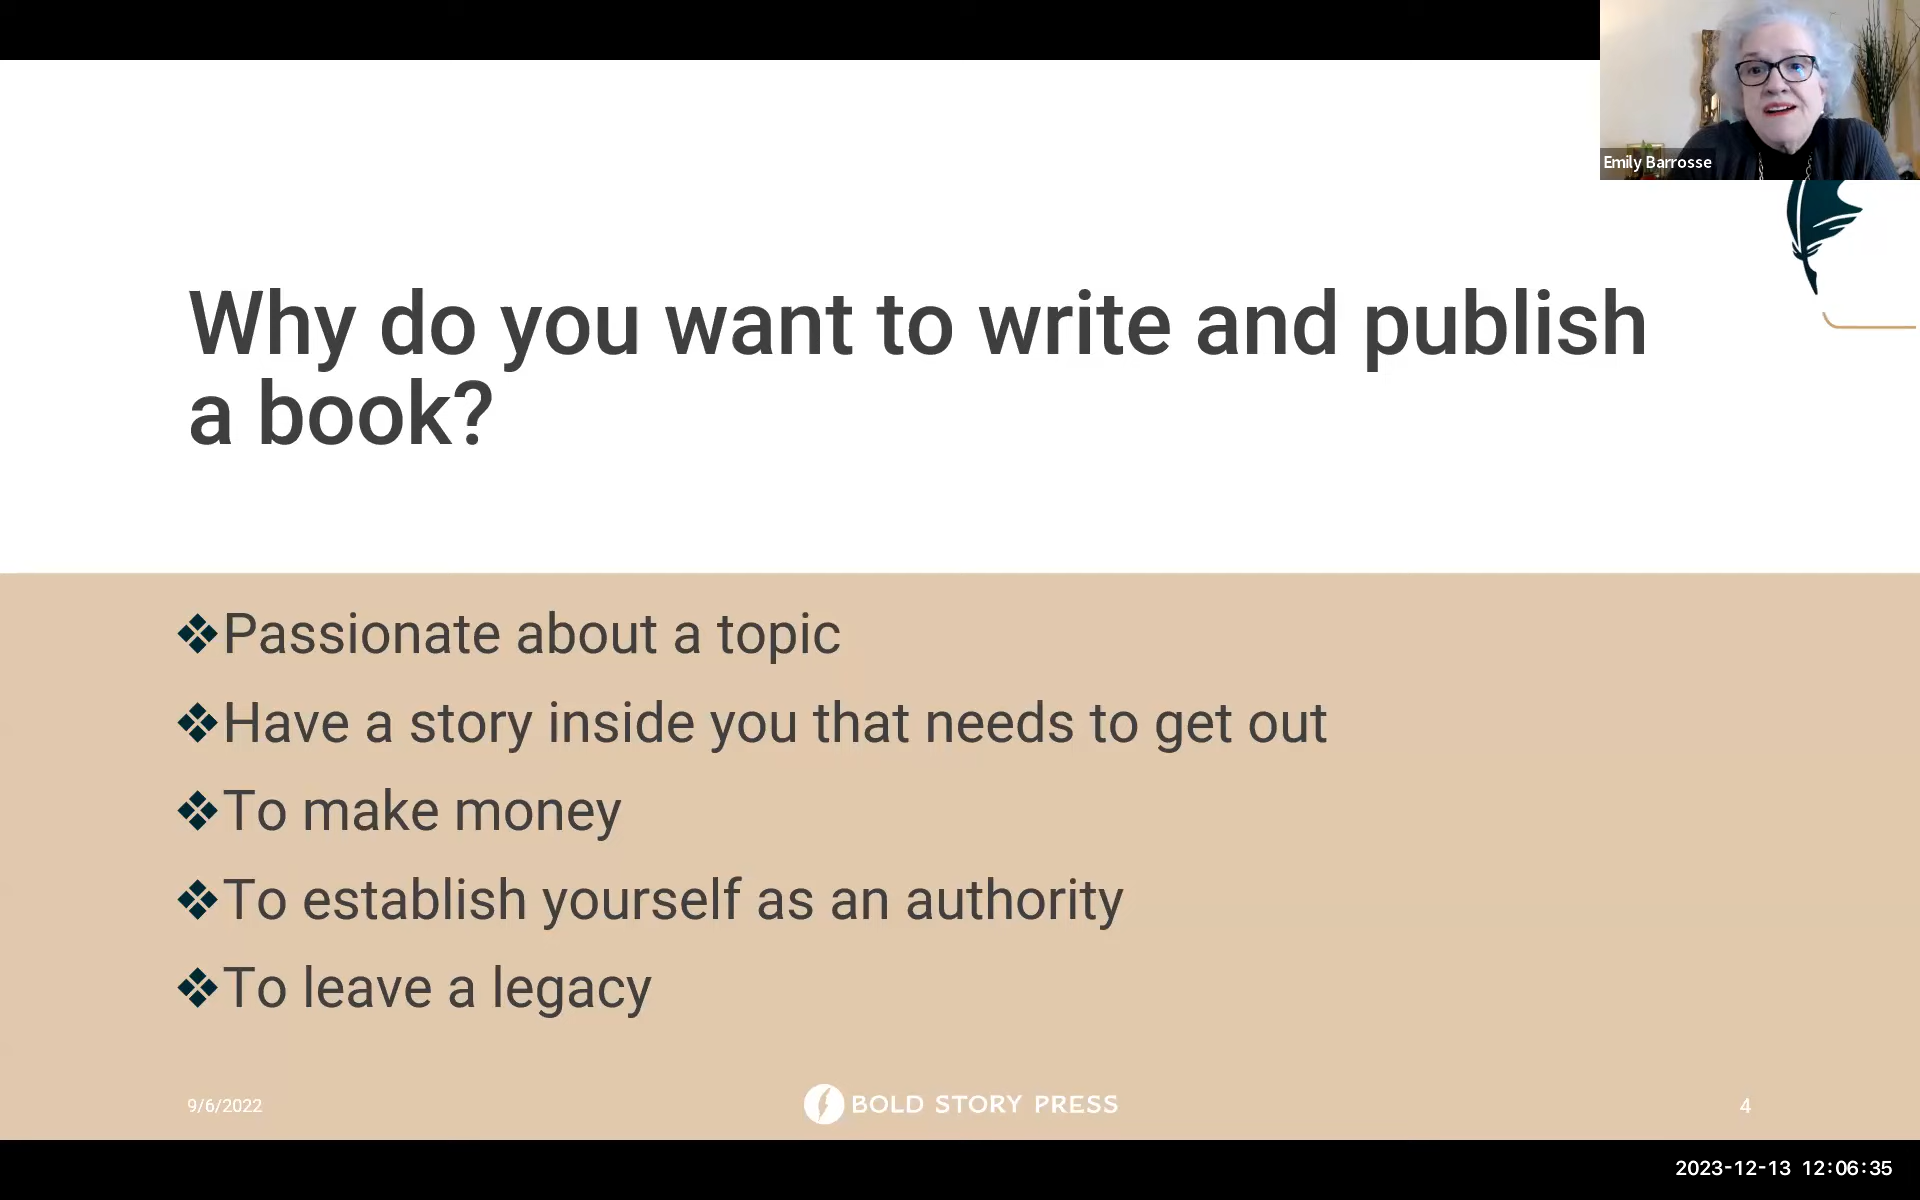 Emily Barrosse
Why do you want to write and publish
a book?
❖Passionate about a topic
❖Have a story inside you that needs to get out
❖To make money
❖To establish yourself as an authority
❖To leave a legacy
9/6/2022
BOLD STORY PRESS
4
2023-12-13 12:06:35